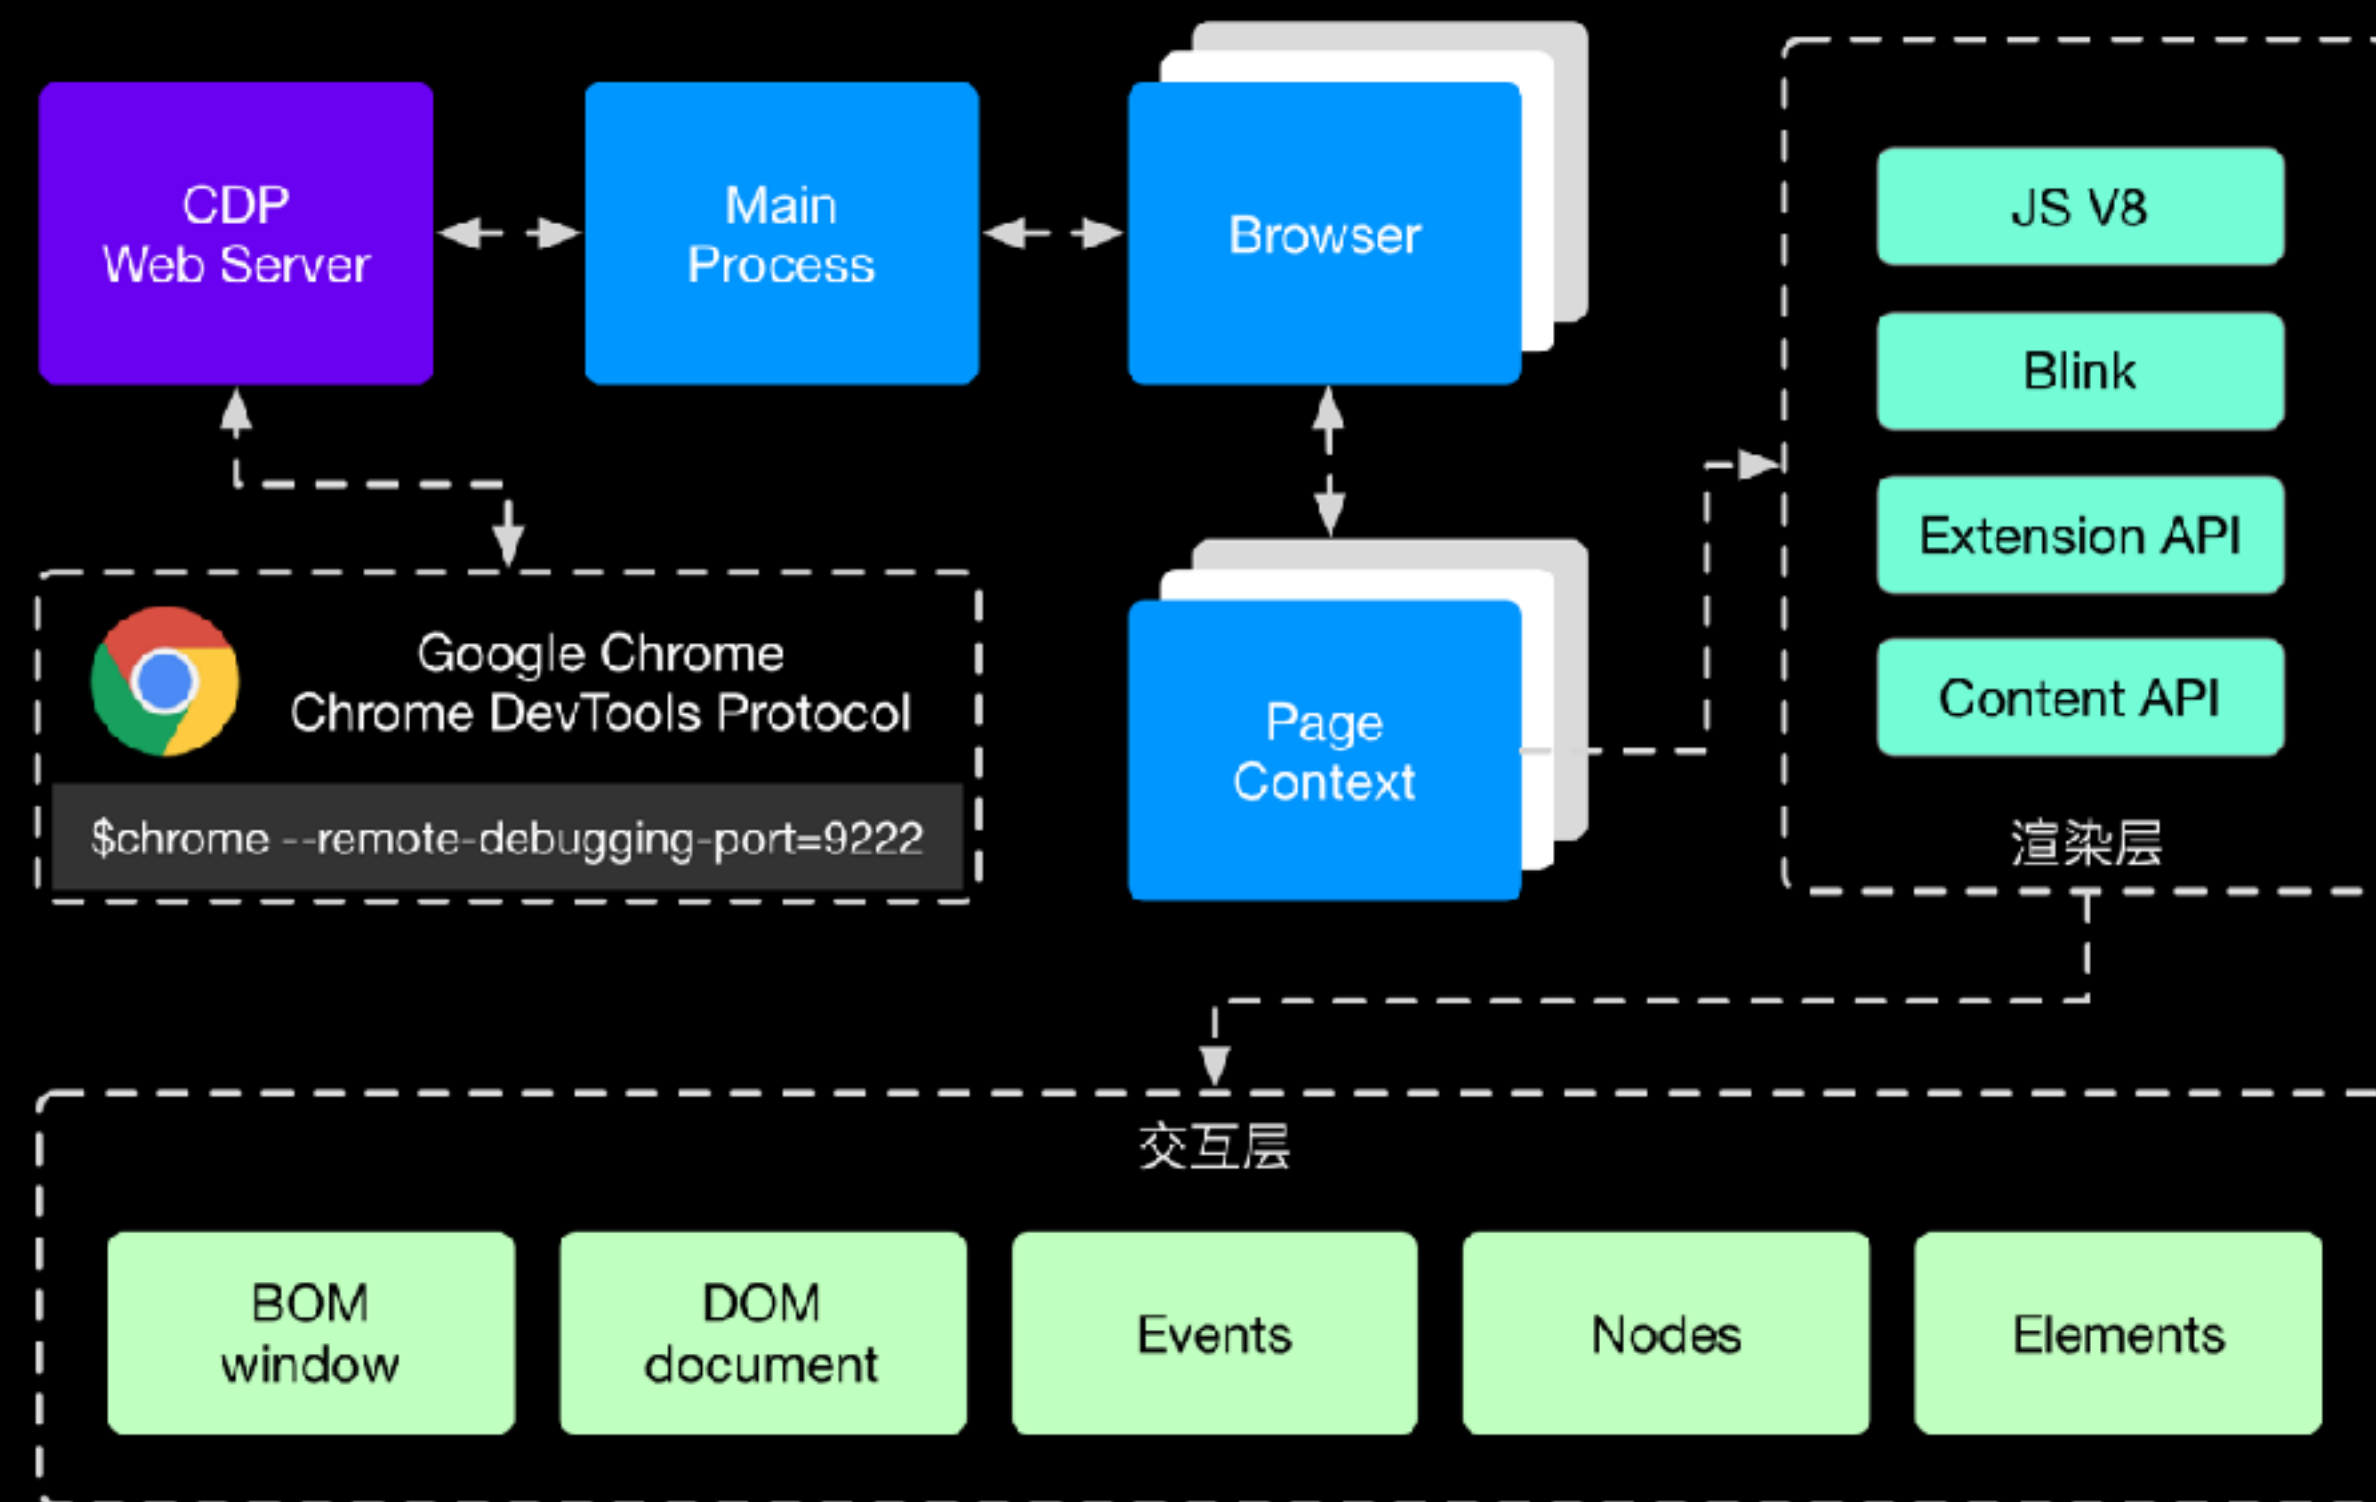 CDP
Web Server
Main
Process
Browser
JS V8
Blink
Extension API
Content API
渲染层
Google Chrome
Chrome DevTools Protocol
$chrome --remote-debugging-port=9222
Page
Context
交互层
BOM
window
DOM
document
Events
Nodes
Elements